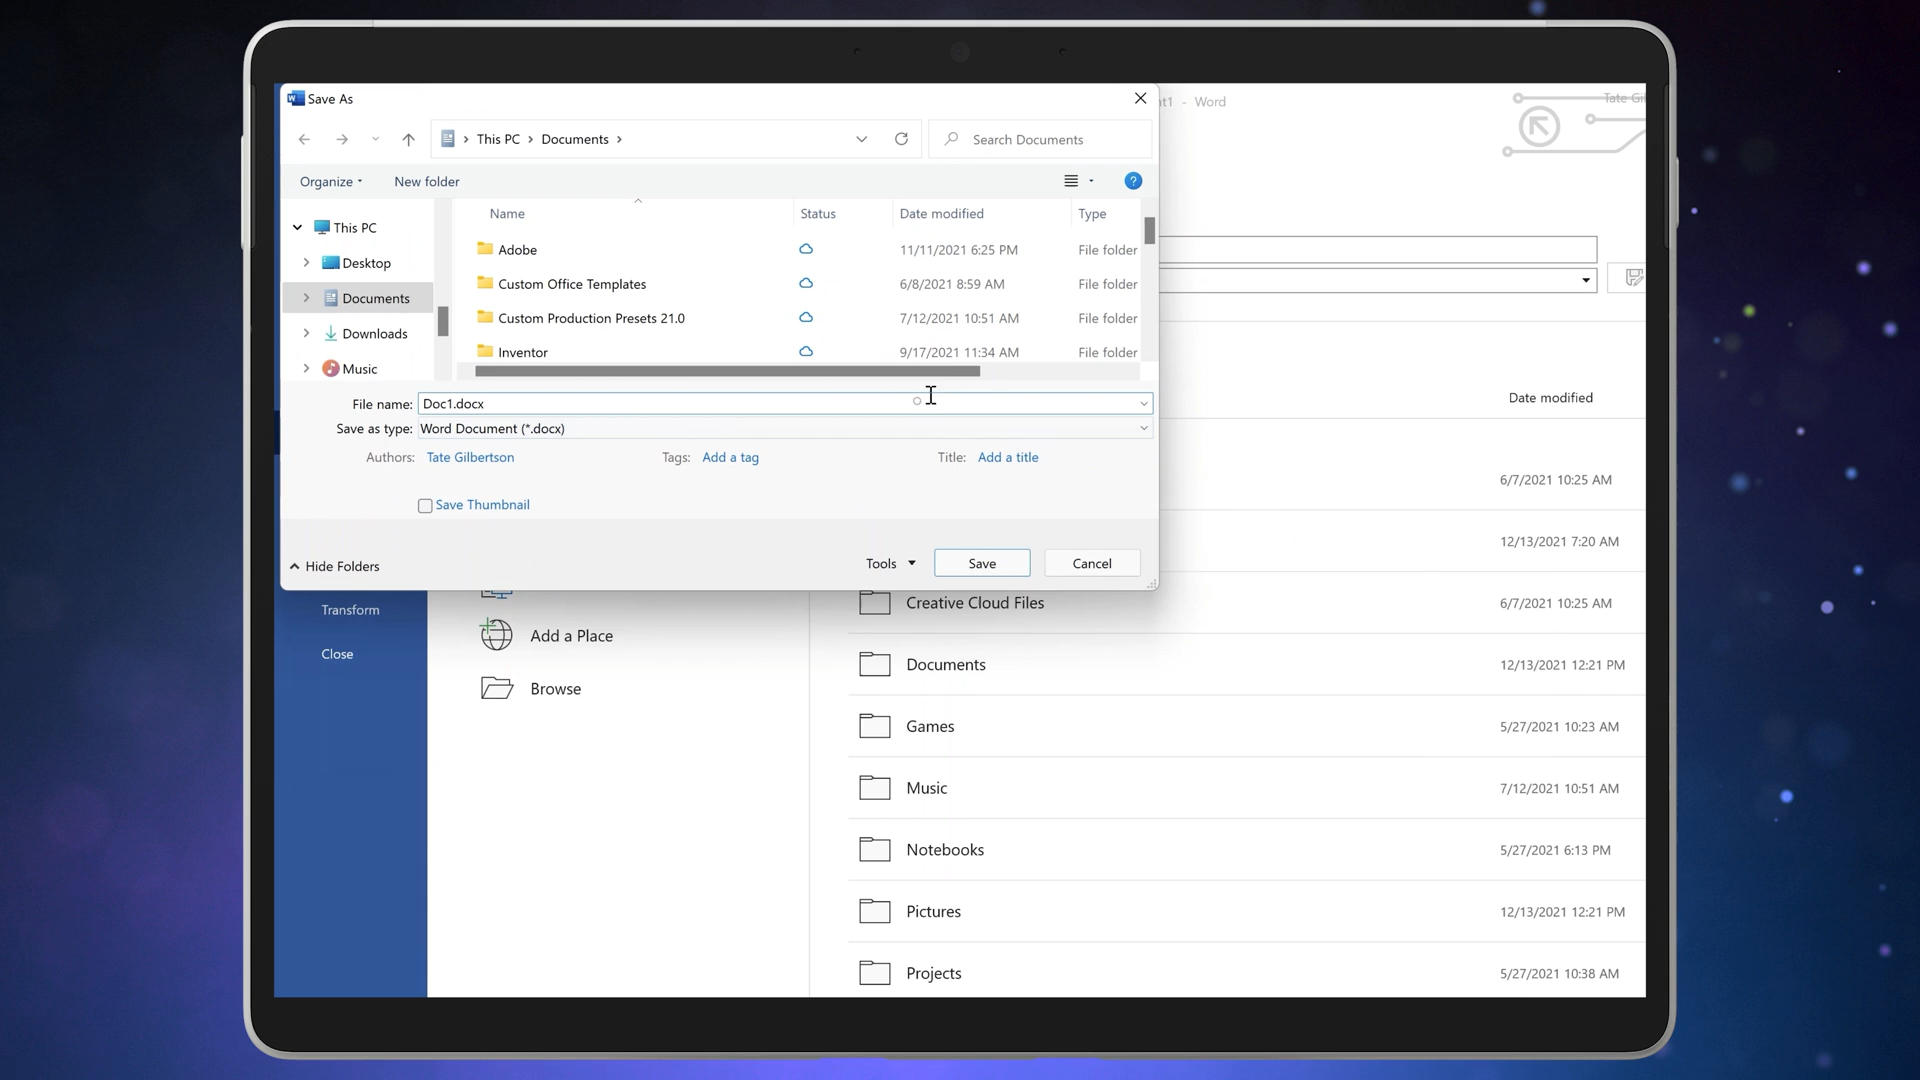 Save As
nt1 - Word
Tate Gil
This PC > Documents >
Search Documents
Organize
New folder
?
Name Status Date modified Type
This PC
Desktop
Documents
Downloads
Music
Adobe 11/11/2021 6:25 PM File folder
Custom Office Templates 6/8/2021 8:59 AM File folder
Custom Production Presets 21.0 7/12/2021 10:51 AM File folder
Inventor 9/17/2021 11:34 AM File folder
File name: Doc1.docx
Save as type: Word Document (*.docx)
Authors: Tate Gilbertson Tags: Add a tag Title: Add a title
Save Thumbnail
Hide Folders
Tools Save Cancel
Date modified
6/7/2021 10:25 AM
12/13/2021 7:20 AM
Transform
Close
Add a Place
Browse
Creative Cloud Files 6/7/2021 10:25 AM
Documents 12/13/2021 12:21 PM
Games 5/27/2021 10:23 AM
Music 7/12/2021 10:51 AM
Notebooks 5/27/2021 6:13 PM
Pictures 12/13/2021 12:21 PM
Projects 5/27/2021 10:38 AM